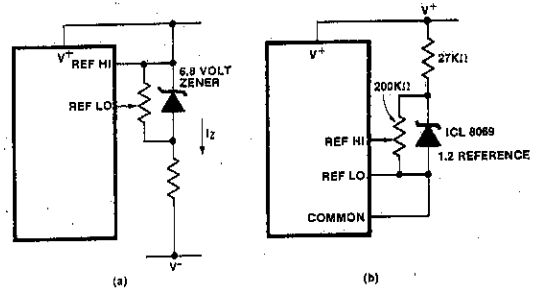 V+
V+
REF HI
6.8 VOLT
ZENER
REF LO
IZ
V-
(a)
V+
V+
27KΩ
200KΩ
ICL 8069
1.2 REFERENCE
REF HI
REF LO
COMMON
(b)